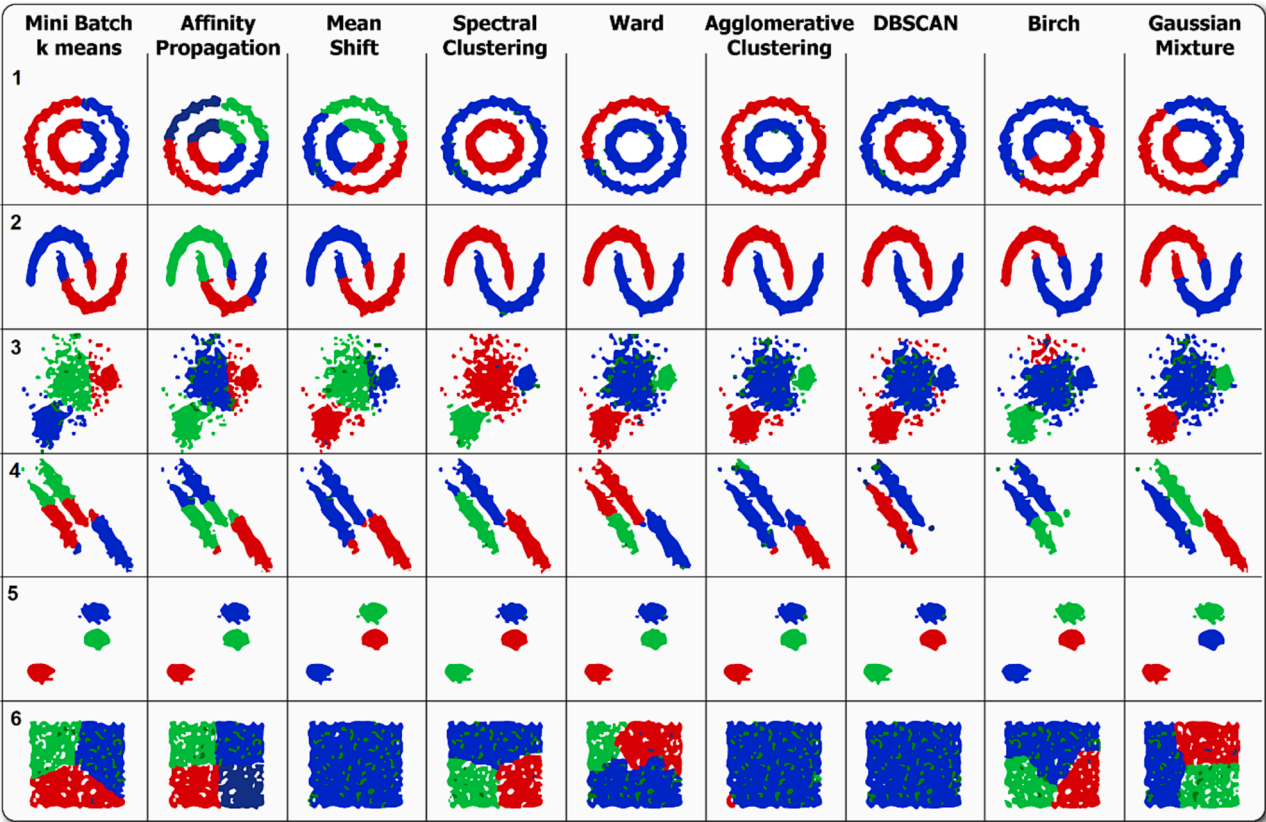 Mini Batch
k means
Affinity
Propagation
Mean
Shift
Spectral
Clustering
Ward
Agglomerative
Clustering
DBSCAN
Birch
Gaussian
Mixture
1
2
3
4
5
6